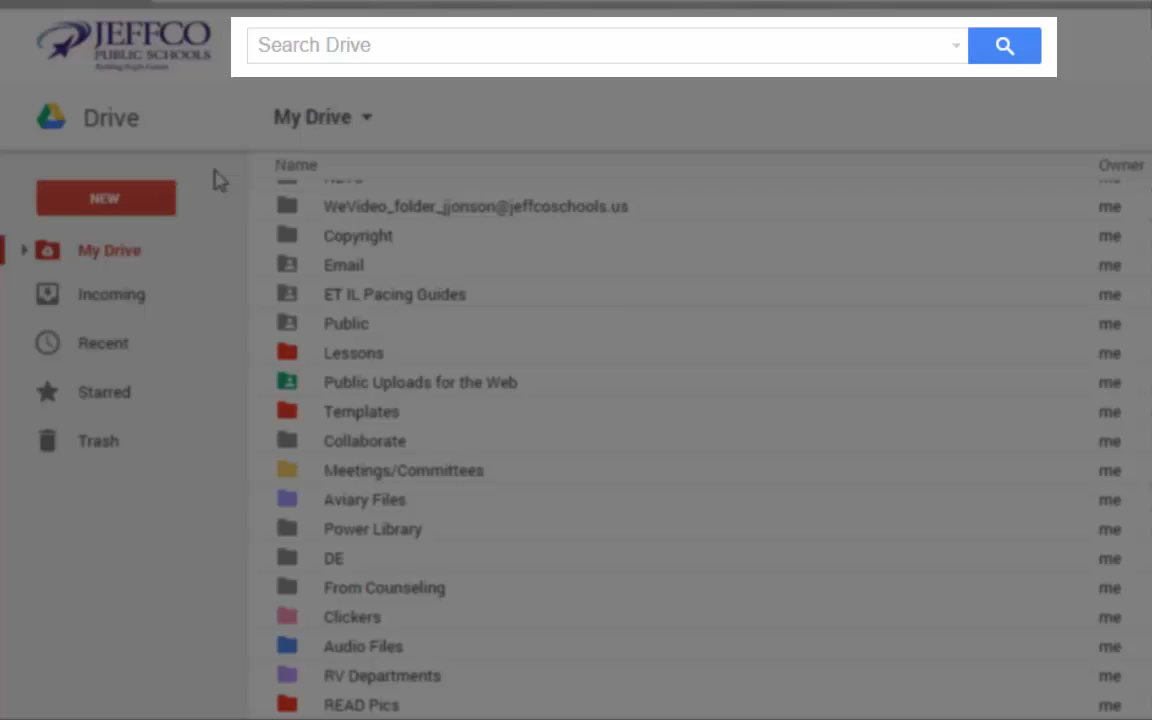 JEFFCO
PUBLIC SCHOOLS
Search Drive
Drive
My Drive
Name
Owner
NEW
My Drive
Incoming
Recent
Starred
Trash
WeVideo_folder_jjonson@jeffcoschools.us me
Copyright me
Email me
ET IL Pacing Guides me
Public me
Lessons me
Public Uploads for the Web me
Templates me
Collaborate me
Meetings/Committees me
Aviary Files me
Power Library me
DE me
From Counseling me
Clickers me
Audio Files me
RV Departments me
READ Pics me